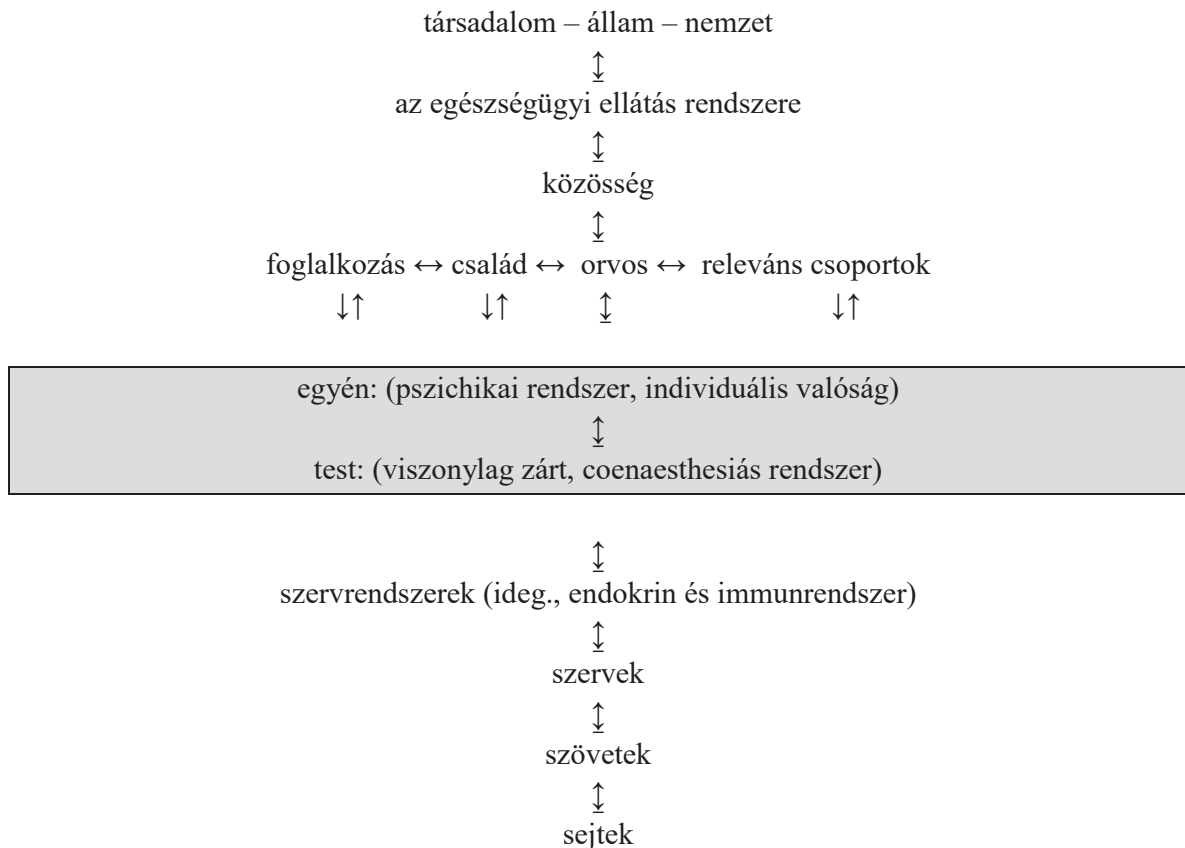 társadalom – állam – nemzet
↨
az egészségügyi ellátás rendszere
↨
közösség
↨
foglalkozás ↔ család ↔ orvos ↔ releváns csoportok
↓↑ ↓↑ ↨ ↓↑
egyén: (pszichikai rendszer, individuális valóság)
↨
test: (viszonylag zárt, coenaesthesiás rendszer)
↨
szervrendszerek (ideg., endokrin és immunrendszer)
↨
szervek
↨
szövetek
↨
sejtek